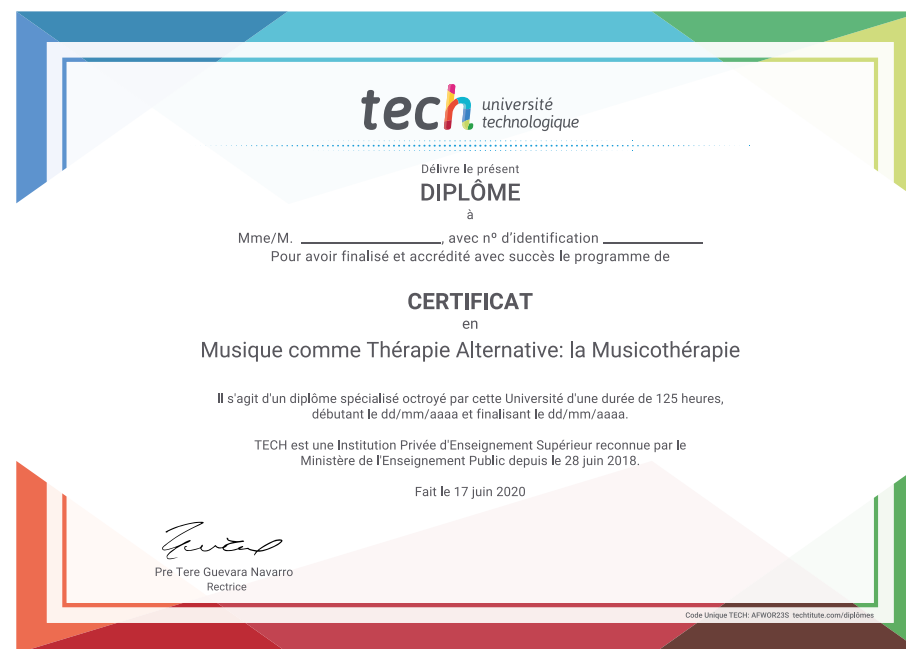 tech université
technologique
Délivre le présent
DIPLÔME
à
Mme/M. ____________________, avec nº d'identification ______________
Pour avoir finalisé et accrédité avec succès le programme de
CERTIFICAT
en
Musique comme Thérapie Alternative: la Musicothérapie
Il s'agit d'un diplôme spécialisé octroyé par cette Université d'une durée de 125 heures,
débutant le dd/mm/aaaa et finalisant le dd/mm/aaaa.
TECH est une Institution Privée d'Enseignement Supérieur reconnue par le
Ministère de l'Enseignement Public depuis le 28 juin 2018.
Fait le 17 juin 2020
Pre Tere Guevara Navarro
Rectrice
Code Unique TECH: AFWOR23S techtitute.com/diplômes